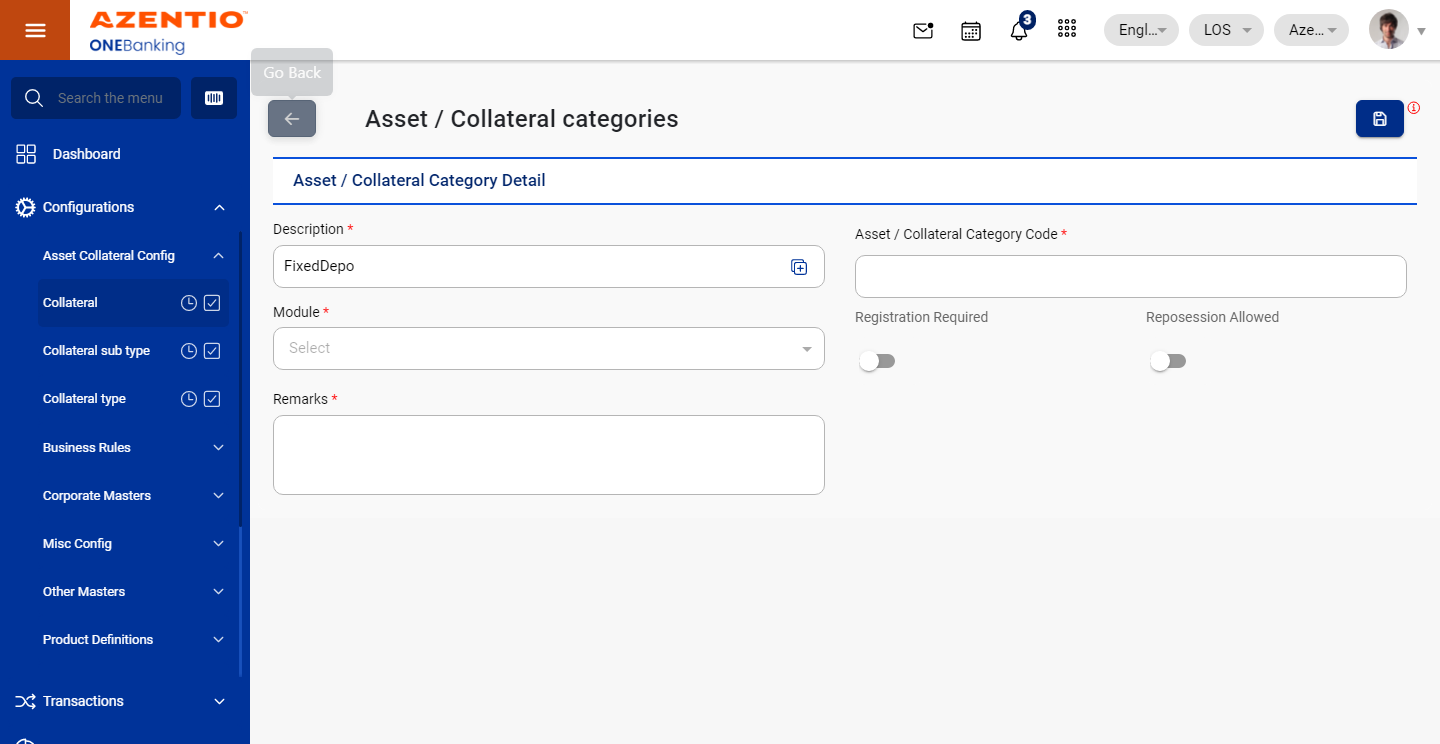 AZENTIO™
ONEBanking
3
Engl...
LOS
Aze...
Go Back
Search the menu
Asset / Collateral categories
Dashboard
Configurations
Asset Collateral Config
Collateral
Collateral sub type
Collateral type
Business Rules
Corporate Masters
Misc Config
Other Masters
Product Definitions
Transactions
Asset / Collateral Category Detail
Description *
FixedDepo
Asset / Collateral Category Code *
Module *
Select
Registration Required
Reposession Allowed
Remarks *